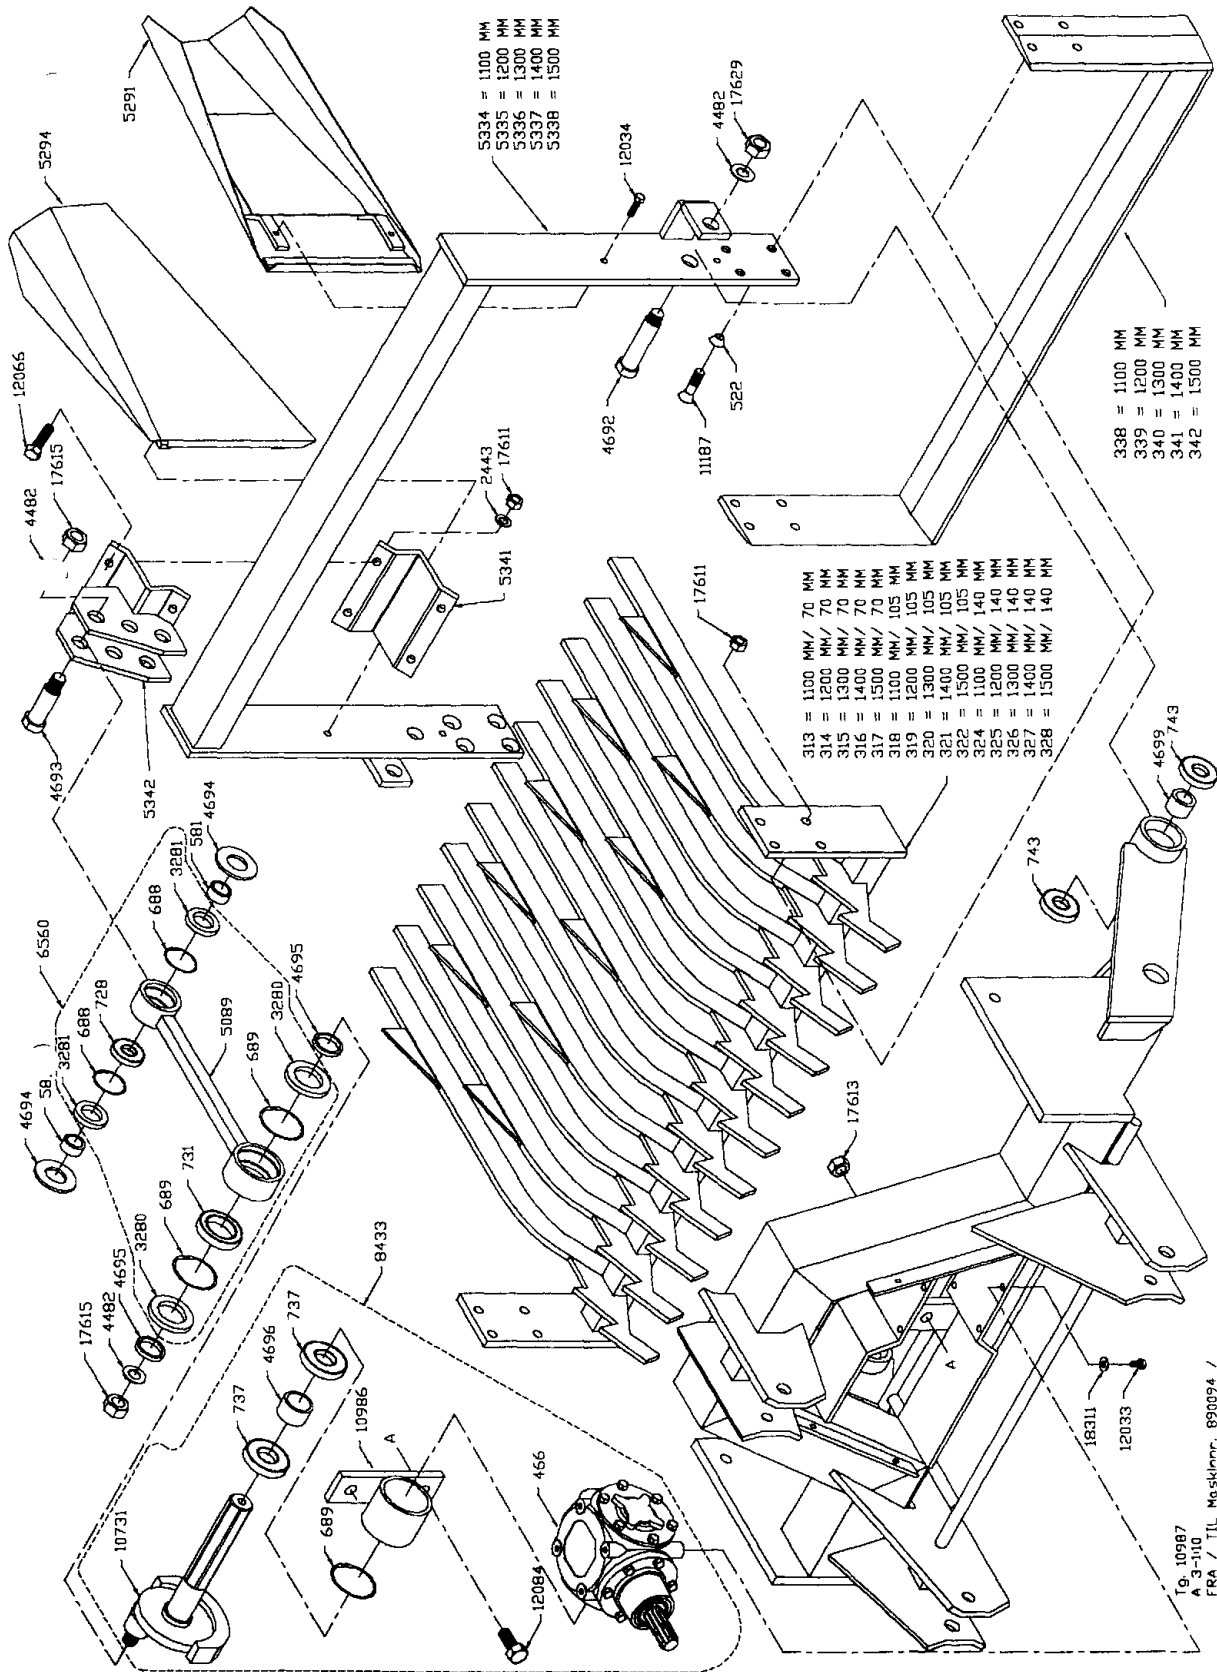 5291
5294
12066
17615
4482
4693
5342
5334 = 1100 MM
5335 = 1200 MM
5336 = 1300 MM
5337 = 1400 MM
5338 = 1500 MM
12034
4482
17629
4692
522
11187
2443
17611
5341
338 = 1100 MM
339 = 1200 MM
340 = 1300 MM
341 = 1400 MM
342 = 1500 MM
17611
313 = 1100 MM/ 70 MM
314 = 1200 MM/ 70 MM
315 = 1300 MM/ 70 MM
316 = 1400 MM/ 70 MM
317 = 1500 MM/ 70 MM
318 = 1100 MM/ 105 MM
319 = 1200 MM/ 105 MM
320 = 1300 MM/ 105 MM
321 = 1400 MM/ 105 MM
322 = 1500 MM/ 105 MM
324 = 1100 MM/ 140 MM
325 = 1200 MM/ 140 MM
326 = 1300 MM/ 140 MM
327 = 1400 MM/ 140 MM
328 = 1500 MM/ 140 MM
6560
4694
581
3281
688
728
688
3281
58
4694
5089
4695
3280
689
731
689
3280
4695
4482
17615
8433
737
4696
737
10731
10986
A
689
466
12084
743
4699
743
17613
A
18311
12033
Tg. 10987
A 3-1:10
FRA / TIL Maskinnr. 890094 /